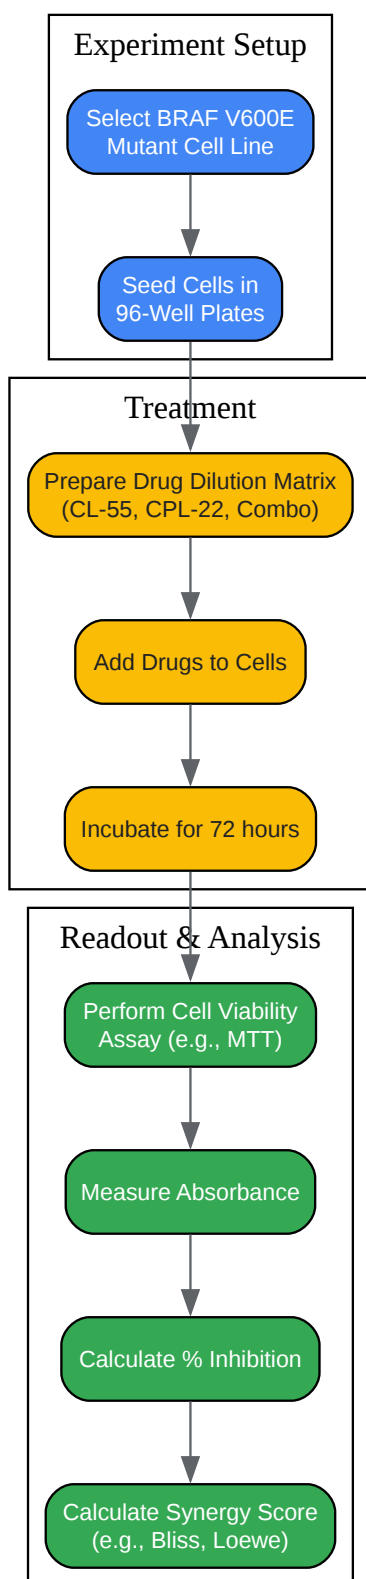 Experiment Setup
Select BRAF V600E
Mutant Cell Line
Seed Cells in
96-Well Plates
Treatment
Prepare Drug Dilution Matrix
(CL-55, CPL-22, Combo)
Add Drugs to Cells
Incubate for 72 hours
Readout & Analysis
Perform Cell Viability
Assay (e.g., MTT)
Measure Absorbance
Calculate % Inhibition
Calculate Synergy Score
(e.g., Bliss, Loewe)